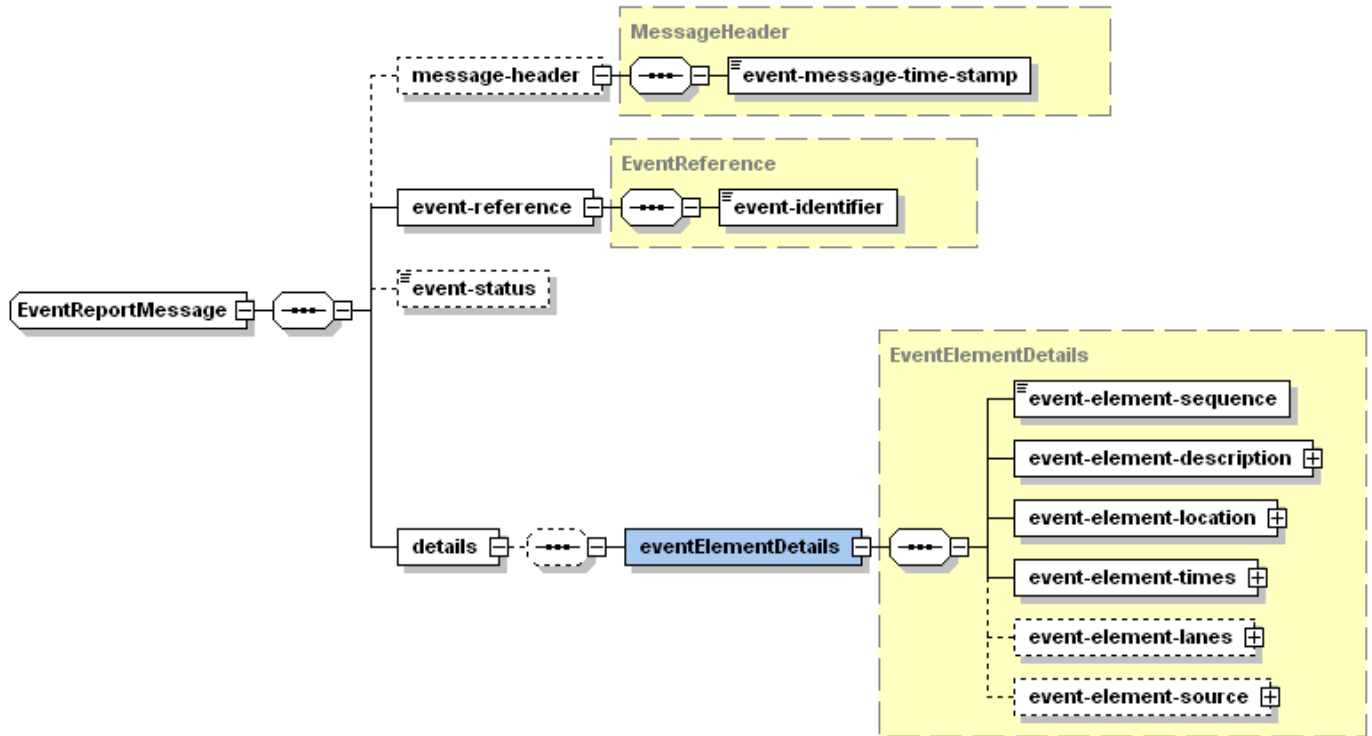 MessageHeader
message-header
event-message-time-stamp
EventReference
event-reference
event-identifier
event-status
EventReportMessage
EventElementDetails
event-element-sequence
event-element-description
event-element-location
details
eventElementDetails
event-element-times
event-element-lanes
event-element-source